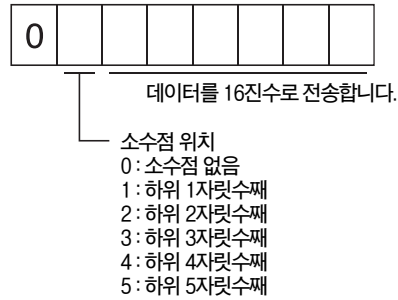 0
데이터를 16진수로 전송합니다.
소수점 위치
0 : 소수점 없음
1 : 하위 1자릿수째
2 : 하위 2자릿수째
3 : 하위 3자릿수째
4 : 하위 4자릿수째
5 : 하위 5자릿수째